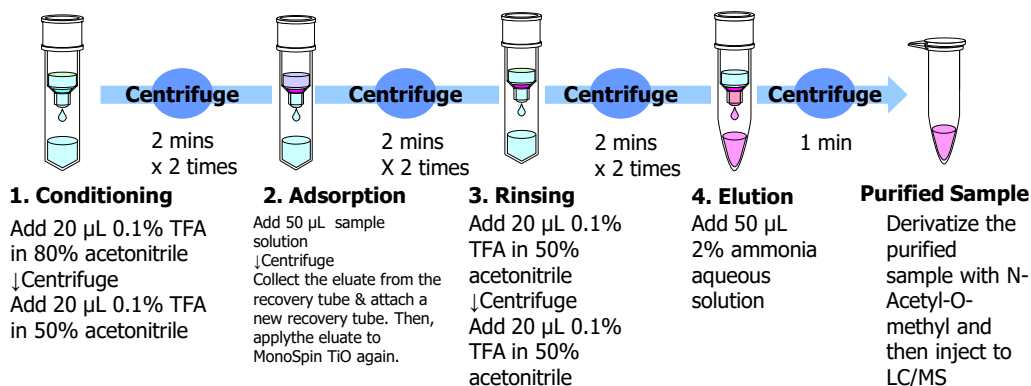 Centrifuge
Centrifuge
Centrifuge
Centrifuge
2 mins
x 2 times
2 mins
X 2 times
2 mins
x 2 times
1 min
1. Conditioning
Add 20 µL 0.1% TFA
in 80% acetonitrile
↓Centrifuge
Add 20 µL 0.1% TFA
in 50% acetonitrile
2. Adsorption
Add 50 µL sample
solution
↓Centrifuge
Collect the eluate from the
recovery tube & attach a
new recovery tube. Then,
applythe eluate to
MonoSpin TiO again.
3. Rinsing
Add 20 µL 0.1%
TFA in 50%
acetonitrile
↓Centrifuge
Add 20 µL 0.1%
TFA in 50%
acetonitrile
4. Elution
Add 50 µL
2% ammonia
aqueous
solution
Purified Sample
Derivatize the
purified
sample with N-
Acetyl-O-
methyl and
then inject to
LC/MS